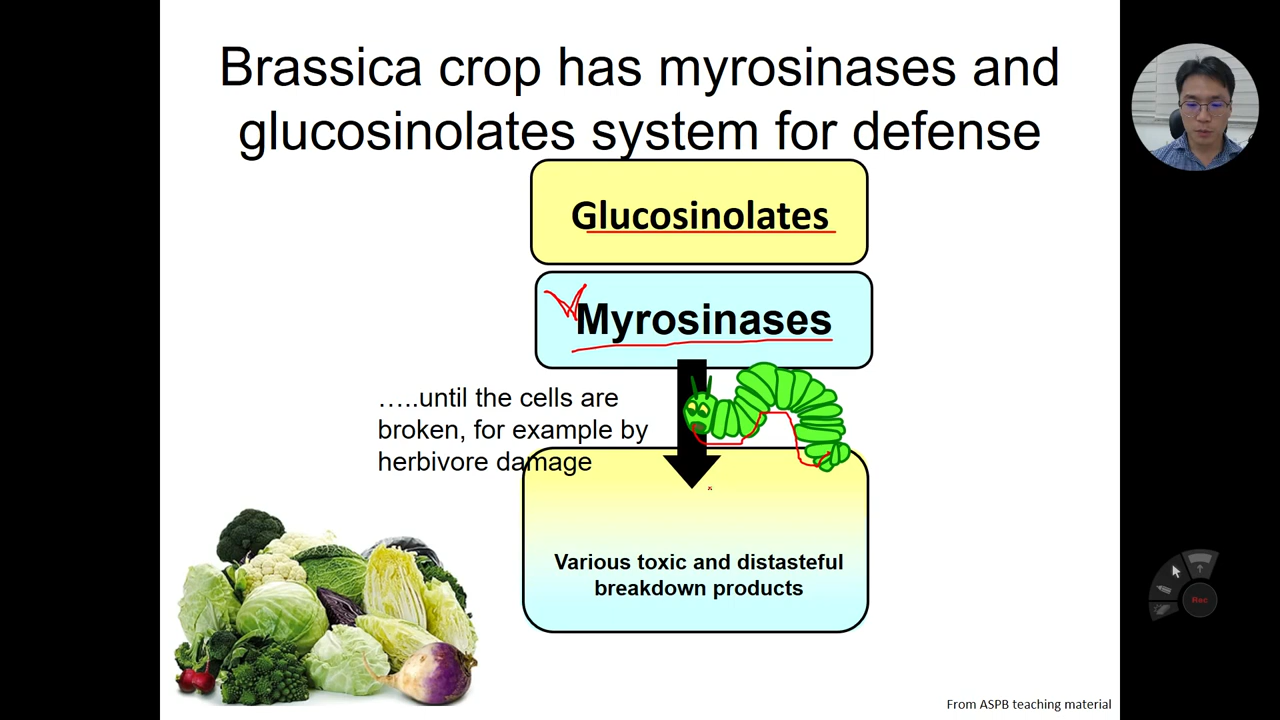 Brassica crop has myrosinases and
glucosinolates system for defense
Glucosinolates
Myrosinases
…..until the cells are
broken, for example by
herbivore damage
Various toxic and distasteful
breakdown products
Rec
From ASPB teaching material